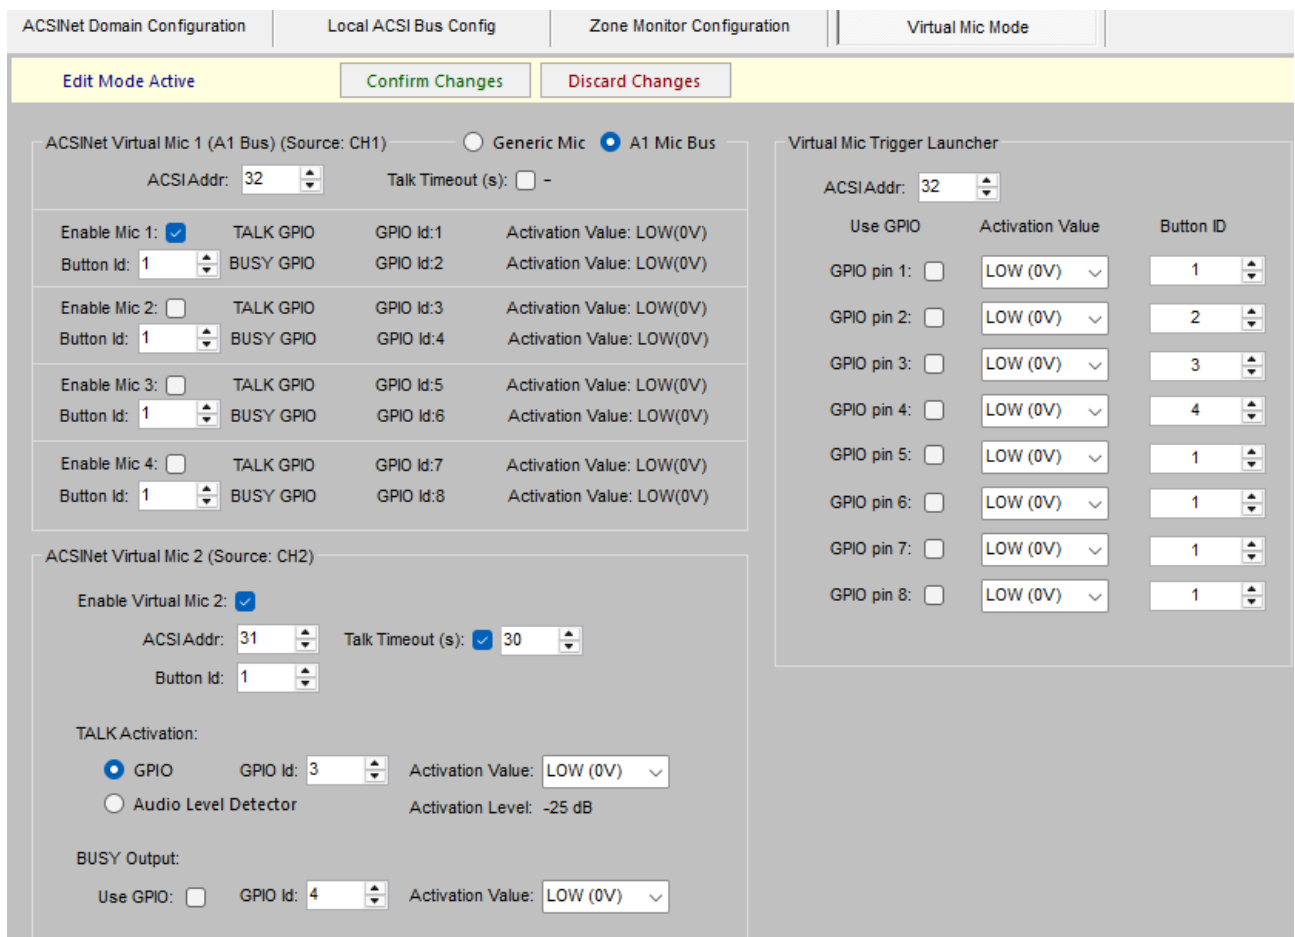 ACSINet Domain Configuration Local ACSI Bus Config Zone Monitor Configuration Virtual Mic Mode
Edit Mode Active Confirm Changes Discard Changes
ACSINet Virtual Mic 1 (A1 Bus) (Source: CH1) Generic Mic A1 Mic Bus
ACSI Addr: 32 Talk Timeout (s): -
Enable Mic 1: TALK GPIO GPIO Id:1 Activation Value: LOW(0V)
Button Id: 1 BUSY GPIO GPIO Id:2 Activation Value: LOW(0V)
Enable Mic 2: TALK GPIO GPIO Id:3 Activation Value: LOW(0V)
Button Id: 1 BUSY GPIO GPIO Id:4 Activation Value: LOW(0V)
Enable Mic 3: TALK GPIO GPIO Id:5 Activation Value: LOW(0V)
Button Id: 1 BUSY GPIO GPIO Id:6 Activation Value: LOW(0V)
Enable Mic 4: TALK GPIO GPIO Id:7 Activation Value: LOW(0V)
Button Id: 1 BUSY GPIO GPIO Id:8 Activation Value: LOW(0V)
ACSINet Virtual Mic 2 (Source: CH2)
Enable Virtual Mic 2:
ACSI Addr: 31 Talk Timeout (s): 30
Button Id: 1
TALK Activation:
GPIO GPIO Id: 3 Activation Value: LOW (0V)
Audio Level Detector Activation Level: -25 dB
BUSY Output:
Use GPIO: GPIO Id: 4 Activation Value: LOW (0V)
Virtual Mic Trigger Launcher
ACSI Addr: 32
Use GPIO Activation Value Button ID
GPIO pin 1: LOW (0V) 1
GPIO pin 2: LOW (0V) 2
GPIO pin 3: LOW (0V) 3
GPIO pin 4: LOW (0V) 4
GPIO pin 5: LOW (0V) 1
GPIO pin 6: LOW (0V) 1
GPIO pin 7: LOW (0V) 1
GPIO pin 8: LOW (0V) 1